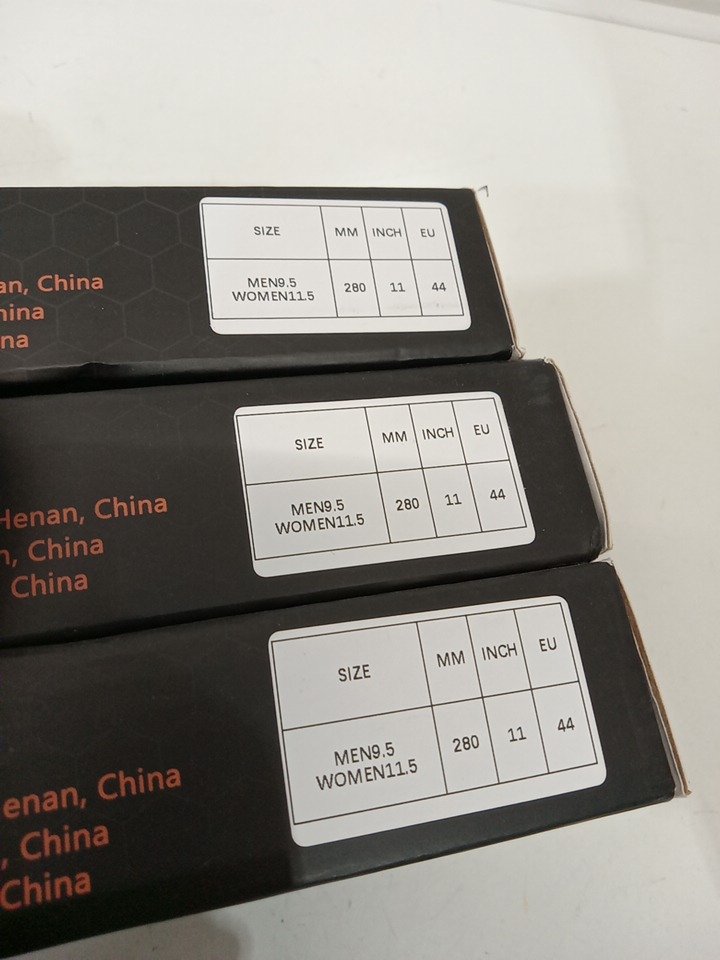 an, China
hina
na
SIZE MM INCH EU
MEN9.5
WOMEN11.5 280 11 44
Henan, China
n, China
China
SIZE MM INCH EU
MEN9.5
WOMEN11.5 280 11 44
enan, China
, China
China
SIZE MM INCH EU
MEN9.5
WOMEN11.5 280 11 44